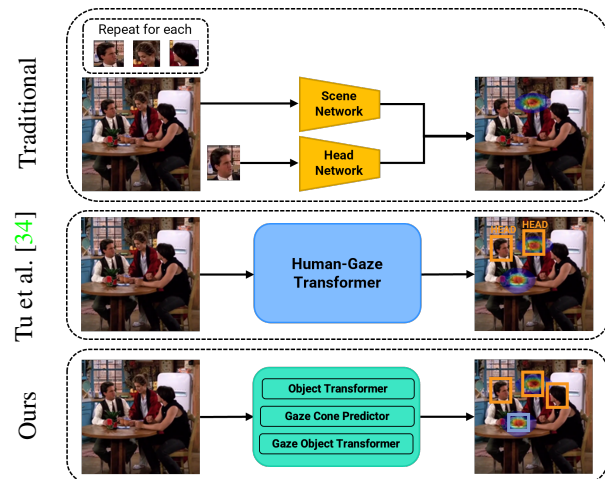 Traditional
Repeat for each
Scene
Network
Head
Network
Tu et al. [34]
Human-Gaze
Transformer
HEAD
HEAD
Ours
Object Transformer
Gaze Cone Predictor
Gaze Object Transformer